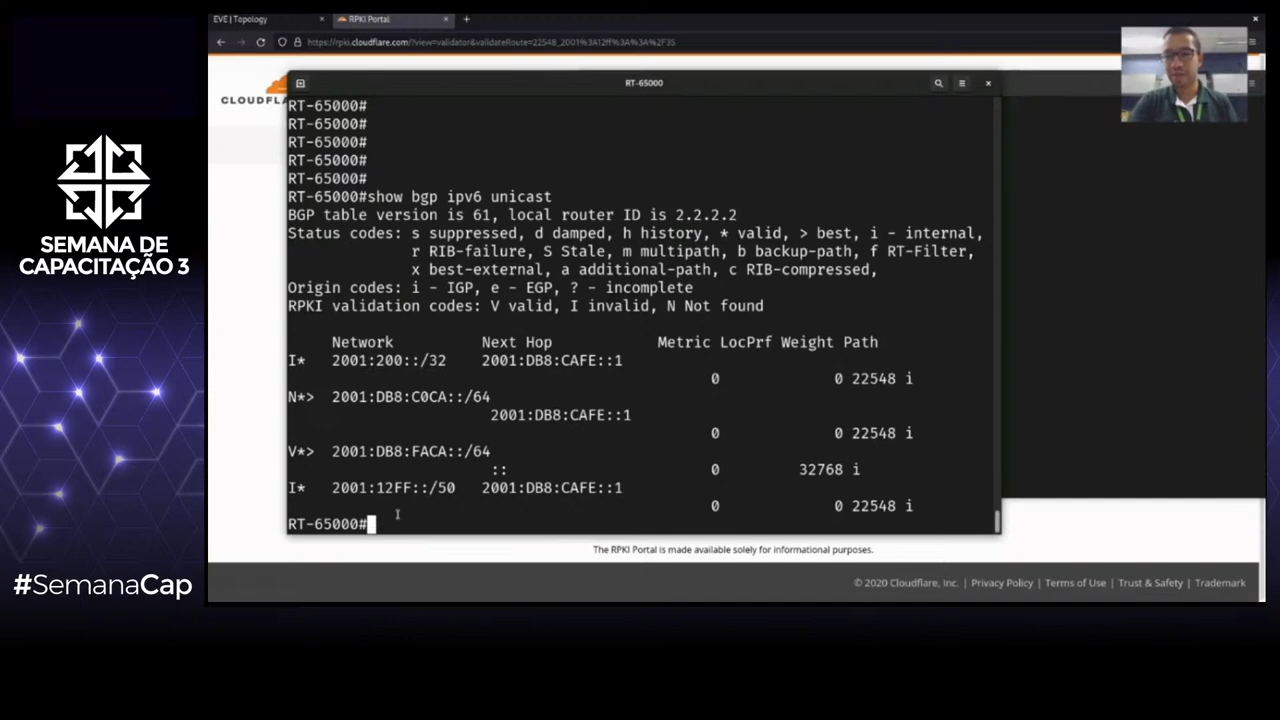 EVE | Topology
RPKI Portal
https://rpki.cloudflare.com/?view=validator&validateRoute=22548_2001%3A12ff%3A%3A%2F35
CLOUDFLAR
RT-65000
RT-65000#
RT-65000#
RT-65000#
RT-65000#
RT-65000#
RT-65000#show bgp ipv6 unicast
BGP table version is 61, local router ID is 2.2.2.2
Status codes: s suppressed, d damped, h history, * valid, > best, i - internal,
r RIB-failure, S Stale, m multipath, b backup-path, f RT-Filter,
x best-external, a additional-path, c RIB-compressed,
Origin codes: i - IGP, e - EGP, ? - incomplete
RPKI validation codes: V valid, I invalid, N Not found
Network Next Hop Metric LocPrf Weight Path
I* 2001:200::/32 2001:DB8:CAFE::1
0 0 22548 i
N*> 2001:DB8:C0CA::/64
2001:DB8:CAFE::1
0 0 22548 i
V*> 2001:DB8:FACA::/64
:: 0 32768 i
I* 2001:12FF::/50 2001:DB8:CAFE::1
0 0 22548 i
RT-65000#
The RPKI Portal is made available solely for informational purposes.
© 2020 Cloudflare, Inc. | Privacy Policy | Terms of Use | Trust & Safety | Trademark
SEMANA DE
CAPACITAÇÃO 3
#SemanaCap